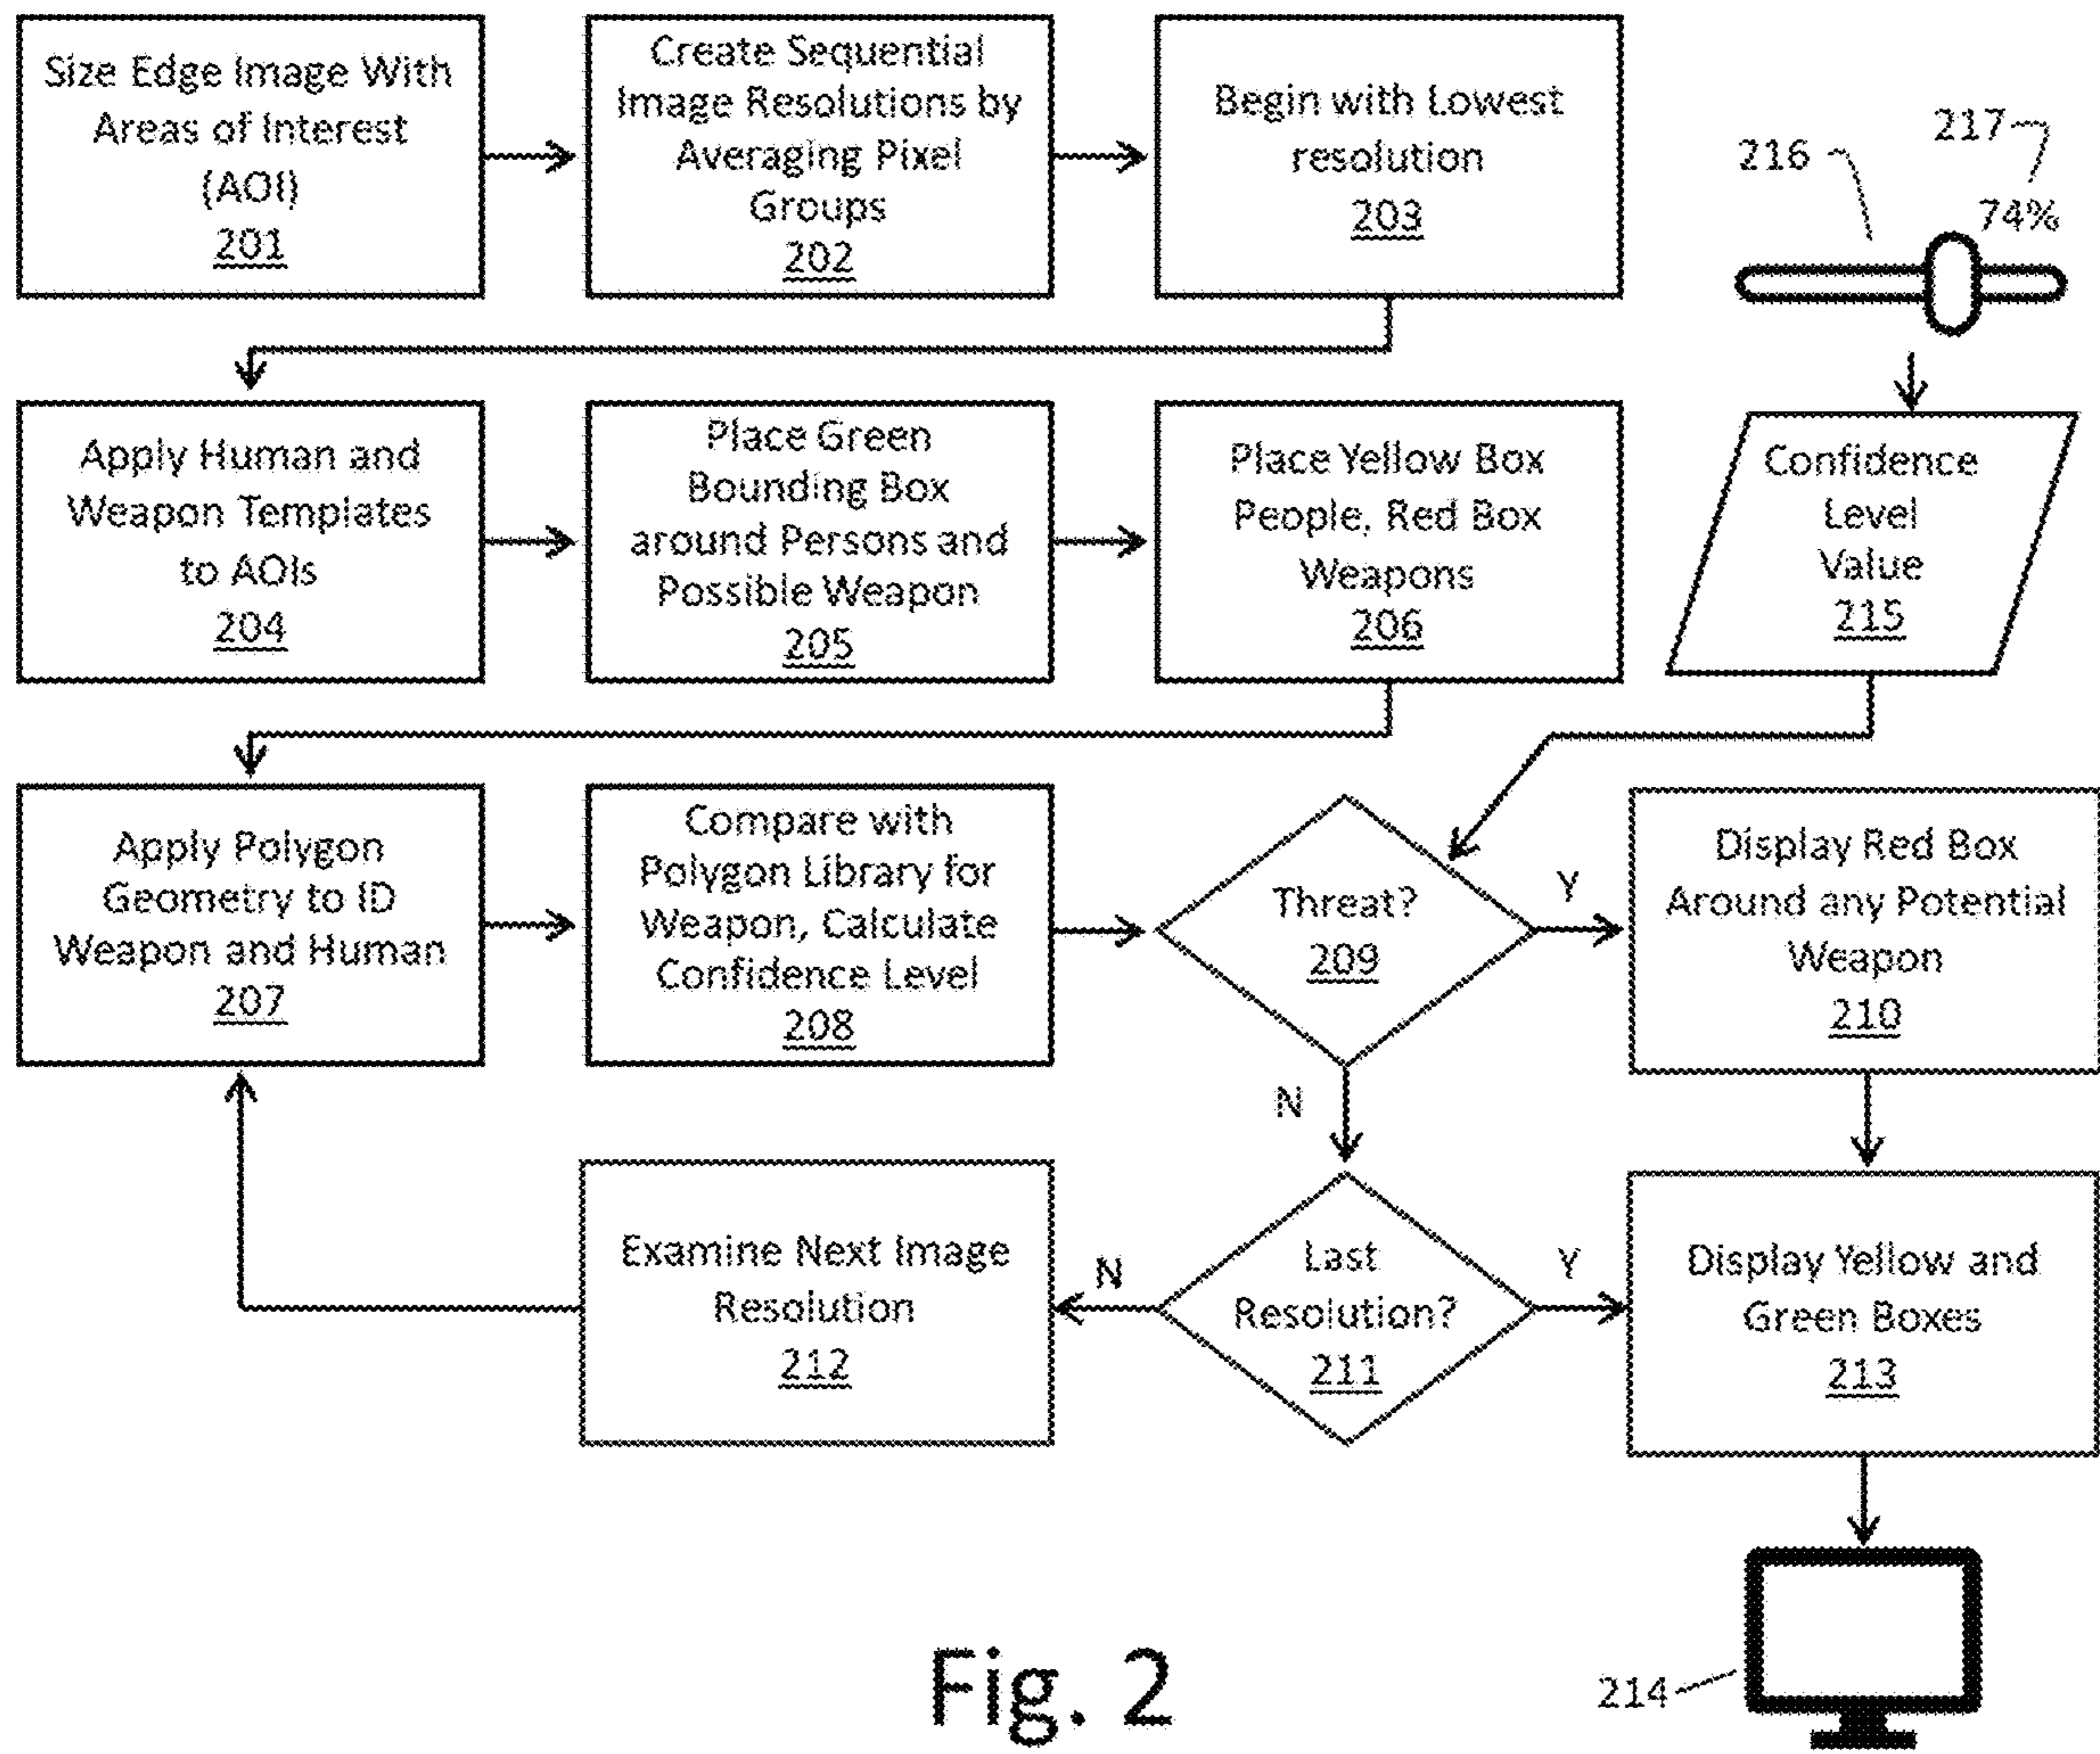 Size Edge Image With
Areas of Interest
(AOI)
201
Create Sequential
Image Resolutions by
Averaging Pixel
Groups
202
Begin with Lowest
resolution
203
217
216
74%
Apply Human and
Weapon Templates
to AOIs
204
Place Green
Bounding Box
around Persons and
Possible Weapon
205
Place Yellow Box
People, Red Box
Weapons
206
Confidence
Level
Value
215
Apply Polygon
Geometry to ID
Weapon and Human
207
Compare with
Polygon Library for
Weapon, Calculate
Confidence Level
208
Threat?
209
Y
N
Display Red Box
Around any Potential
Weapon
210
Examine Next Image
Resolution
212
N
Last
Resolution?
211
Y
Display Yellow and
Green Boxes
213
214
Fig. 2